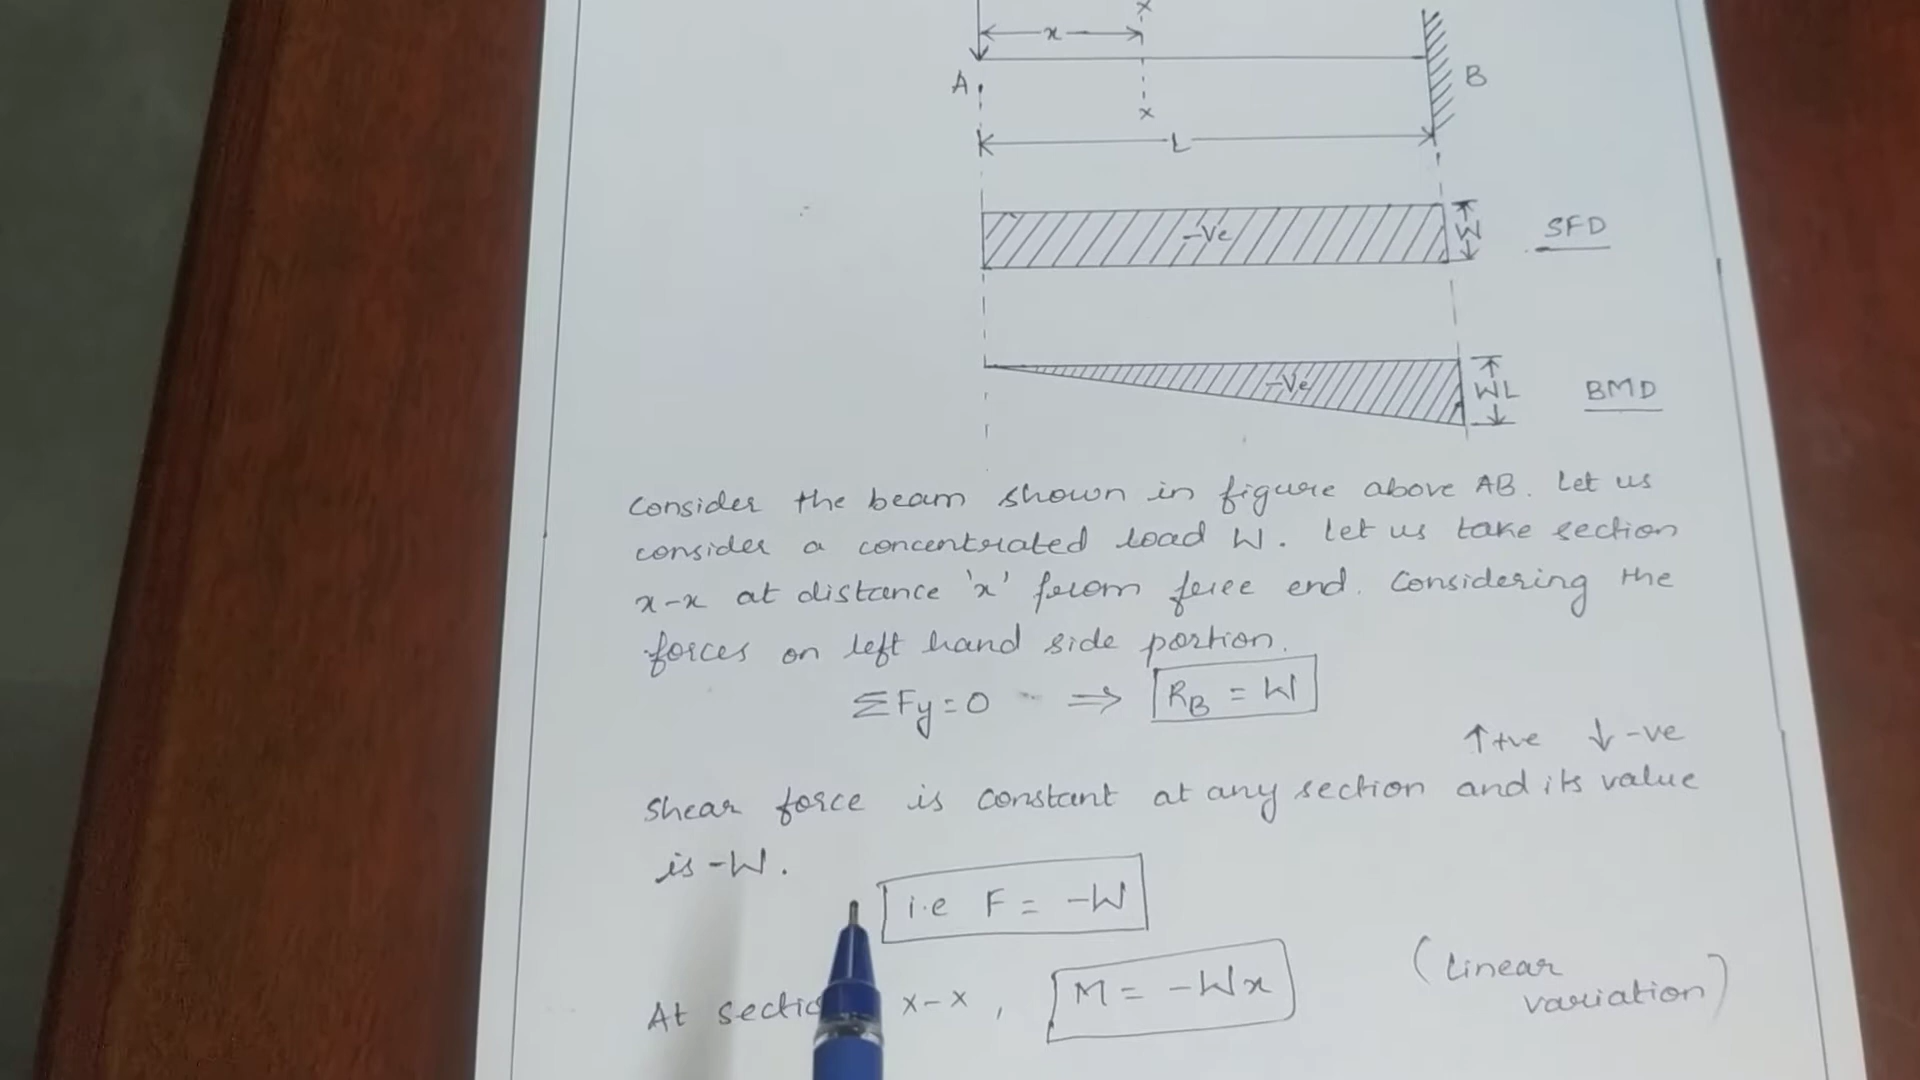 x
x
A
B
x
L
-Ve
W
SFD
-Ve
WL
BMD
Consider the beam shown in figure above AB. Let us
consider a concentrated load W. Let us take section
x-x at distance 'x' from free end. Considering the
forces on left hand side portion.
ΣFy=0 ⇒ RB = W
↑+ve ↓-ve
Shear force is constant at any section and its value
is -W.
i.e F = -W
At sectio x-x, M = -Wx (Linear
variation)